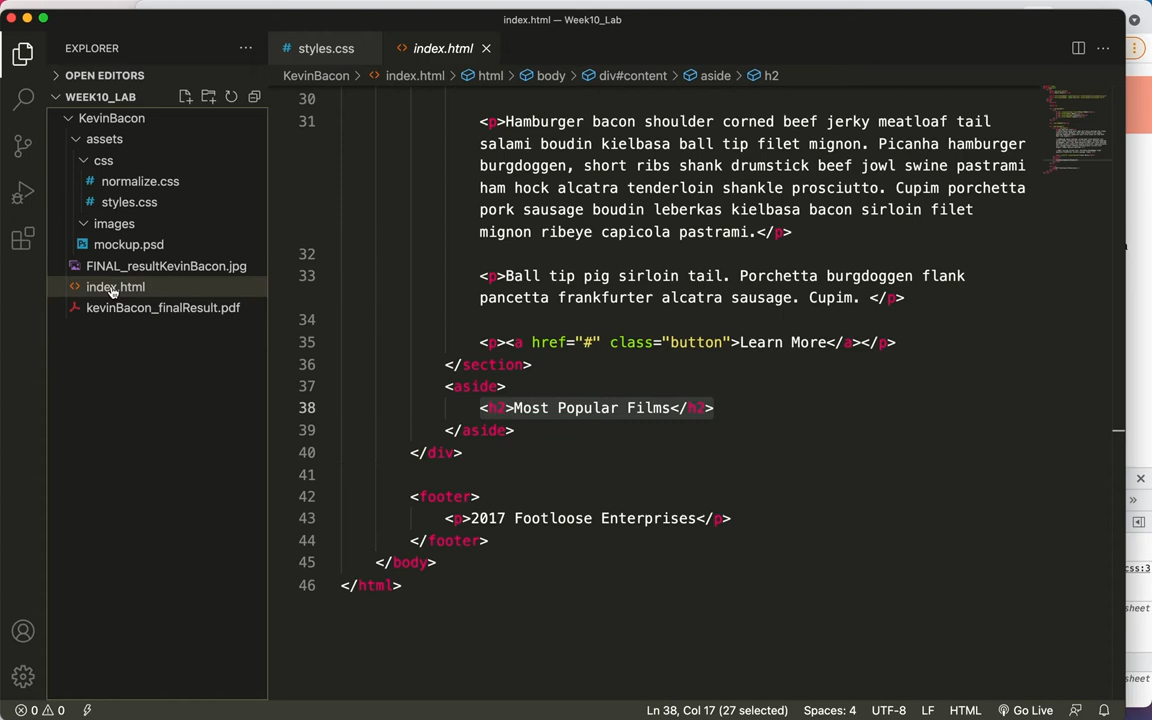 index.html — Week10_Lab
EXPLORER
OPEN EDITORS
WEEK10_LAB
KevinBacon
assets
css
# normalize.css
# styles.css
images
Ps mockup.psd
FINAL_resultKevinBacon.jpg
<> index.html
kevinBacon_finalResult.pdf
# styles.css
<> index.html
KevinBacon > <> index.html > html > body > div#content > aside > h2
30
31 <p>Hamburger bacon shoulder corned beef jerky meatloaf tail
salami boudin kielbasa ball tip filet mignon. Picanha hamburger
burgdoggen, short ribs shank drumstick beef jowl swine pastrami
ham hock alcatra tenderloin shankle prosciutto. Cupim porchetta
pork sausage boudin leberkas kielbasa bacon sirloin filet
mignon ribeye capicola pastrami.</p>
32
33 <p>Ball tip pig sirloin tail. Porchetta burgdoggen flank
pancetta frankfurter alcatra sausage. Cupim. </p>
34
35 <p><a href="#" class="button">Learn More</a></p>
36 </section>
37 <aside>
38 <h2>Most Popular Films</h2>
39 </aside>
40 </div>
41
42 <footer>
43 <p>2017 Footloose Enterprises</p>
44 </footer>
45 </body>
46 </html>
css:3
sheet
sheet
0 0 Ln 38, Col 17 (27 selected) Spaces: 4 UTF-8 LF HTML Go Live